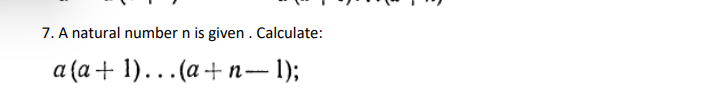 7. A natural number n is given . Calculate:
a(a+ 1)...(a+n—1);